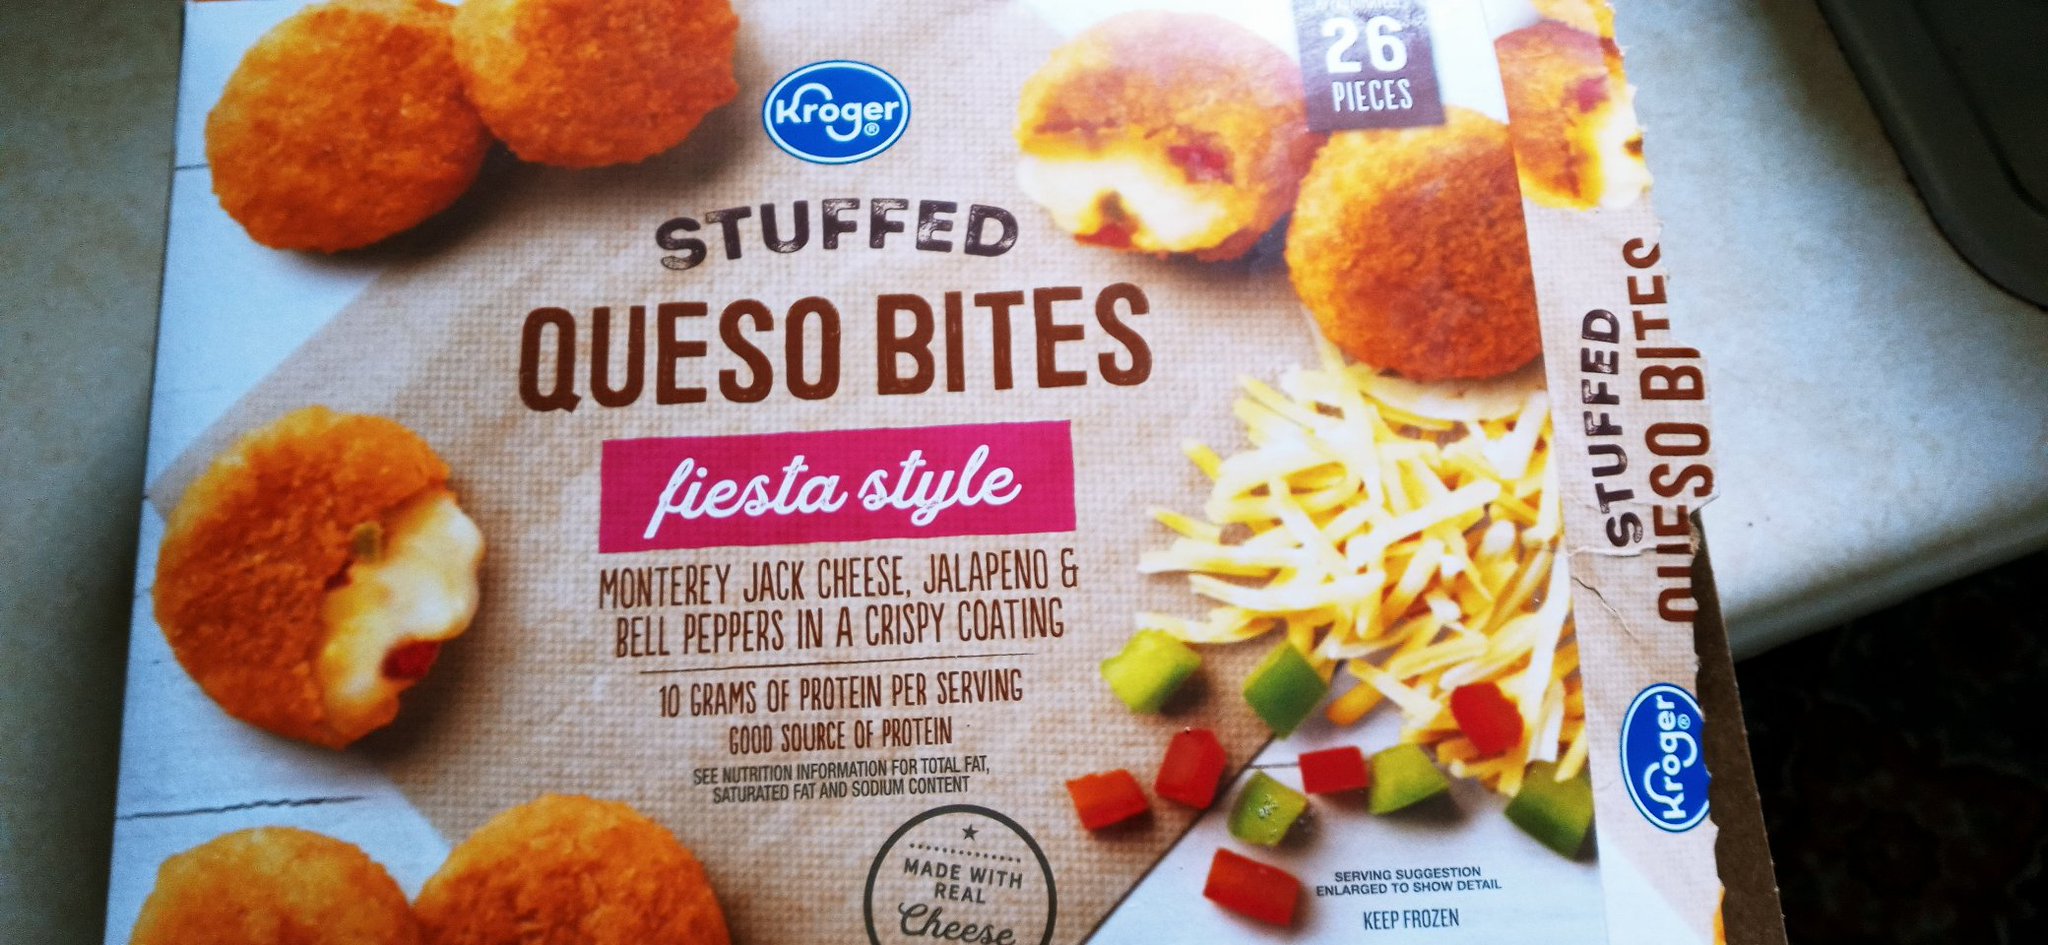 Kroger®
26
PIECES
STUFFED
QUESO BITES
fiesta style
MONTEREY JACK CHEESE, JALAPENO &
BELL PEPPERS IN A CRISPY COATING
10 GRAMS OF PROTEIN PER SERVING
GOOD SOURCE OF PROTEIN
SEE NUTRITION INFORMATION FOR TOTAL FAT,
SATURATED FAT AND SODIUM CONTENT
MADE WITH
REAL
Cheese
SERVING SUGGESTION
ENLARGED TO SHOW DETAIL
KEEP FROZEN
STUFFED
QUESO BITES
Kroger®